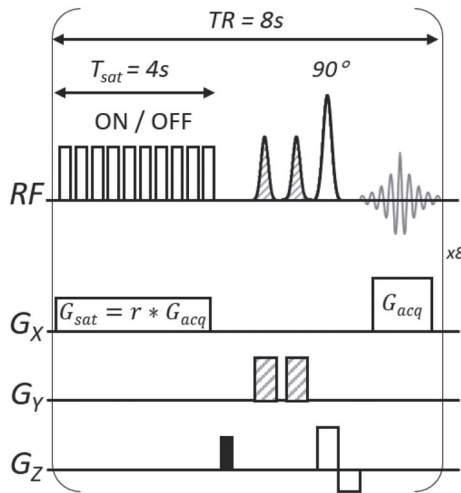 TR = 8s
T_sat = 4s
90°
ON / OFF
RF
x8
G_X
G_sat = r * G_acq
G_acq
G_Y
G_Z